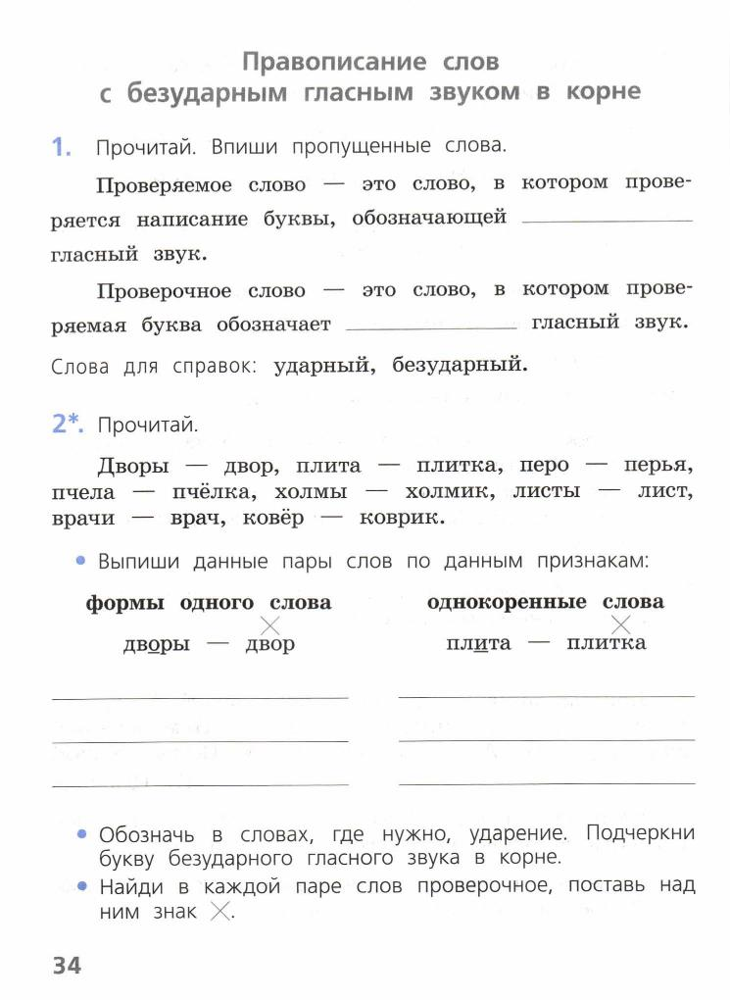 Правописание слов
с безударным гласным звуком в корне
1. Прочитай. Впиши пропущенные слова.
Проверяемое слово — это слово, в котором прове-
ряется написание буквы, обозначающей
гласный звук.
Проверочное слово — это слово, в котором прове-
ряемая буква обозначает гласный звук.
Слова для справок: ударный, безударный.
2*. Прочитай.
Дворы — двор, плита — плитка, перо — перья,
пчела — пчёлка, холмы — холмик, листы — лист,
врачи — врач, ковёр — коврик.
• Выпиши данные пары слов по данным признакам:
формы одного слова однокоренные слова
дворы — двор плита — плитка
• Обозначь в словах, где нужно, ударение. Подчеркни
букву безударного гласного звука в корне.
• Найди в каждой паре слов проверочное, поставь над
ним знак ×.
34